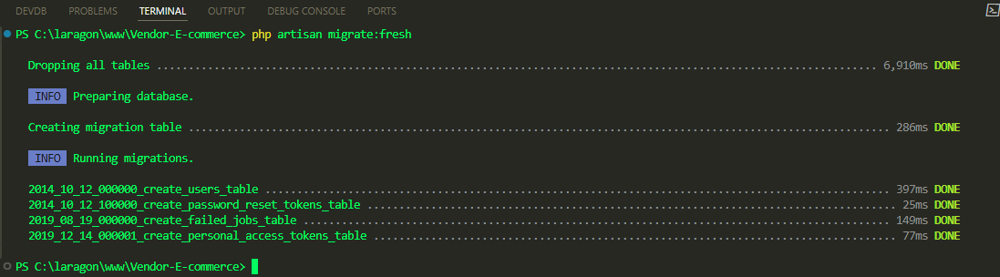 DEVDB PROBLEMS TERMINAL OUTPUT DEBUG CONSOLE PORTS
PS C:\laragon\www\Vendor-E-commerce> php artisan migrate:fresh
Dropping all tables ........................................................................................................... 6,910ms DONE
INFO Preparing database.
Creating migration table ........................................................................................................ 286ms DONE
INFO Running migrations.
2014_10_12_000000_create_users_table ............................................................................................ 397ms DONE
2014_10_12_100000_create_password_reset_tokens_table ............................................................................. 25ms DONE
2019_08_19_000000_create_failed_jobs_table ...................................................................................... 149ms DONE
2019_12_14_000001_create_personal_access_tokens_table ............................................................................ 77ms DONE
PS C:\laragon\www\Vendor-E-commerce>